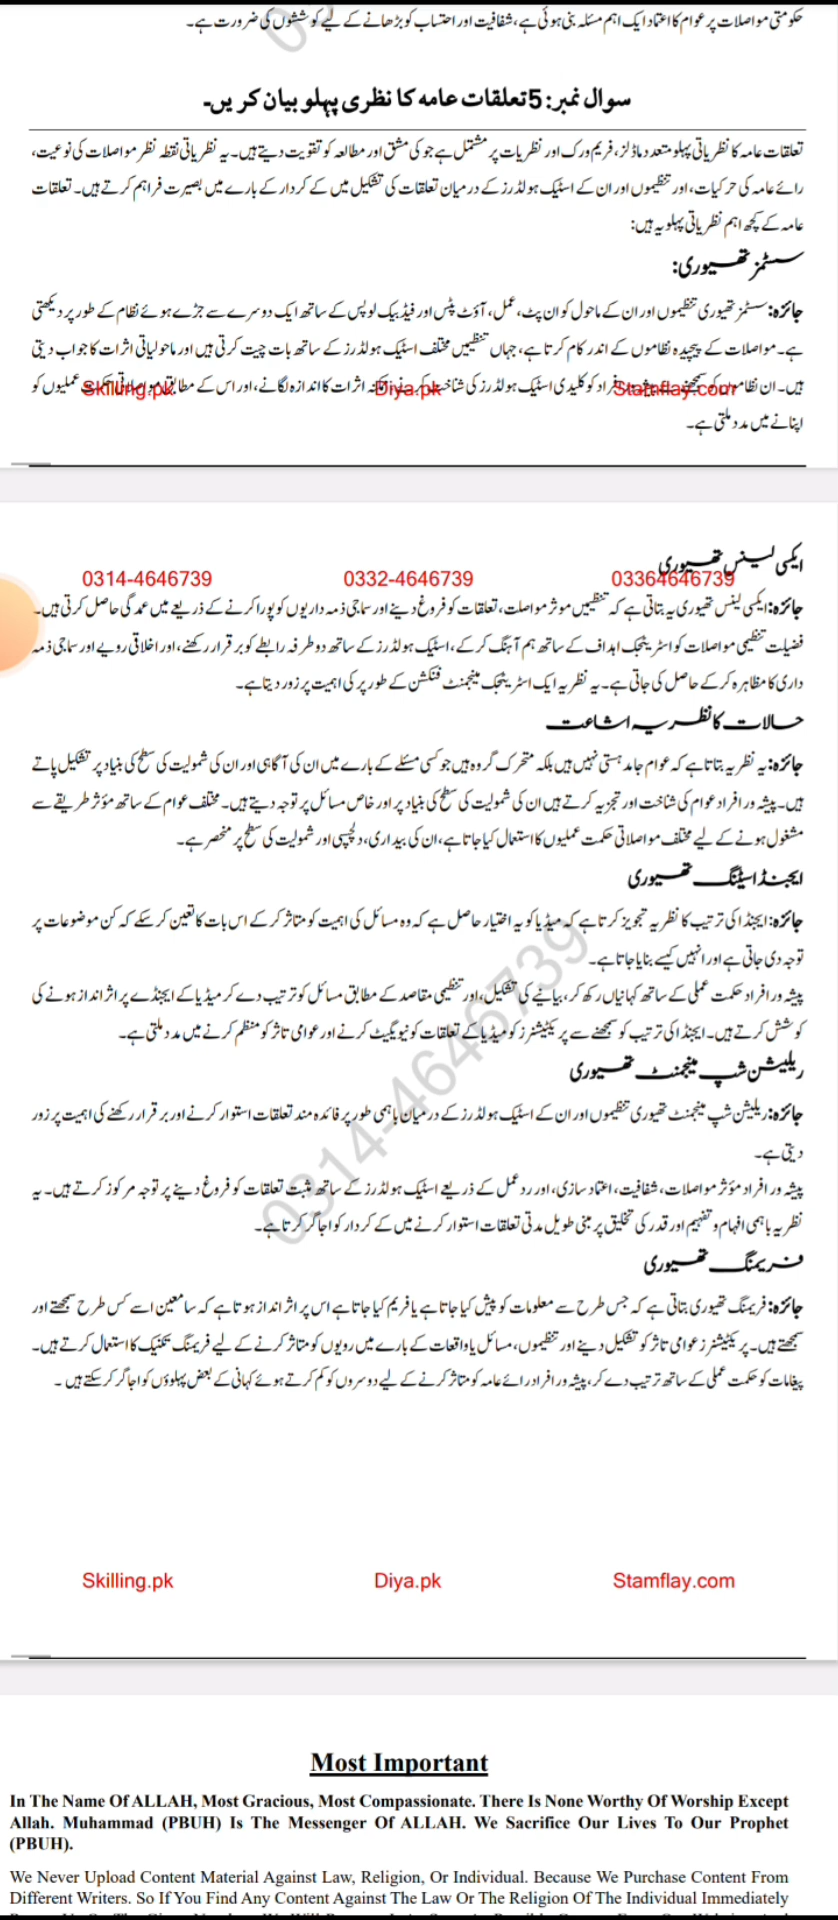 حکومتی مواصلات پر عوام کا اعتماد ایک اہم مسئلہ بنی ہوئی ہے، شفافیت اور احتساب کو بڑھانے کے لیے کوششوں کی ضرورت ہے۔
سوال نمبر: 5 تعلقات عامہ کا نظری پہلو بیان کریں۔
تعلقات عامہ کا نظریاتی پہلو متعدد ماڈلز، فریم ورک اور نظریات پر مشتمل ہے جو کی مشق اور مطالعہ کو تقویت دیتے ہیں۔ یہ نظریاتی نقطہ نظر مواصلات کی نوعیت،
رائے عامہ کی حرکیات، اور تنظیموں اور ان کے اسٹیک ہولڈرز کے درمیان تعلقات کی تشکیل میں کے کردار کے بارے میں بصیرت فراہم کرتے ہیں۔ تعلقات
عامہ کے کچھ اہم نظریاتی پہلو یہ ہیں:
سسٹمز تھیوری:
جائزہ: سسٹمز تھیوری تنظیموں اور ان کے ماحول کو ان پٹ، عمل، آؤٹ پٹس اور فیڈ بیک لوپس کے ساتھ ایک دوسرے سے جڑے ہوئے نظام کے طور پر دیکھتی
ہے۔ مواصلات کے پیچیدہ نظاموں کے اندر کام کرتا ہے، جہاں تنظیمیں مختلف اسٹیک ہولڈرز کے ساتھ بات چیت کرتی ہیں اور ماحولیاتی اثرات کا جواب دیتی
ہیں۔ ان نظاموں کو سمجھنے سے افراد کو کلیدی اسٹیک ہولڈرز کی شناخت کرنے، اثرات کا اندازہ لگانے، اور اس کے مطابق عملیوں کو
Skilling.pk Diya.pk Stamflay.com
اپنانے میں مدد ملتی ہے۔
ایکسی لینس تھیوری
0314-4646739 0332-4646739 03364646739
جائزہ: ایکسی لینس تھیوری یہ بتاتی ہے کہ تنظیمیں موثر مواصلت، تعلقات کو فروغ دینے اور سماجی ذمہ داریوں کو پورا کرنے کے ذریعے میں عمدگی حاصل کرتی ہیں۔
فضیلت تنظیمی مواصلات کو اسٹریٹجک اہداف کے ساتھ ہم آہنگ کر کے، اسٹیک ہولڈرز کے ساتھ دو طرفہ رابطے کو برقرار رکھنے، اور اخلاقی رویے اور سماجی ذمہ
داری کا مظاہرہ کر کے حاصل کی جاتی ہے۔ یہ نظریہ ایک اسٹریٹجک مینجمنٹ فنکشن کے طور پر کی اہمیت پر زور دیتا ہے۔
حالات کا نظریہ اشاعت
جائزہ: یہ نظریہ بتاتا ہے کہ عوام جامد ہستی نہیں ہیں بلکہ متحرک گروہ ہیں جو کسی مسئلے کے بارے میں ان کی آگاہی اور ان کی شمولیت کی سطح کی بنیاد پر تشکیل پاتے
ہیں۔ پیشہ ور افراد عوام کی شناخت اور تجزیہ کرتے ہیں ان کی شمولیت کی سطح کی بنیاد پر اور خاص مسائل پر توجہ دیتے ہیں۔ مختلف عوام کے ساتھ مؤثر طریقے سے
مشغول ہونے کے لیے مختلف مواصلاتی حکمت عملیوں کا استعمال کیا جاتا ہے، ان کی بیداری، دلچسپی اور شمولیت کی سطح پر منحصر ہے۔
ایجنڈا سیٹنگ تھیوری
جائزہ: ایجنڈا کی ترتیب کا نظریہ تجویز کرتا ہے کہ میڈیا کو یہ اختیار حاصل ہے کہ وہ مسائل کی اہمیت کو متاثر کر کے اس بات کا تعین کر سکے کہ کن موضوعات پر
توجہ دی جاتی ہے اور انہیں کیسے بنایا جاتا ہے۔
پیشہ ور افراد حکمت عملی کے ساتھ کہانیاں رکھ کر، بیانیے کی تشکیل، اور تنظیمی مقاصد کے مطابق مسائل کو ترتیب دے کر میڈیا کے ایجنڈے پر اثر انداز ہونے کی
کوشش کرتے ہیں۔ ایجنڈا کی ترتیب کو سمجھنے سے پریکٹیشنرز کو میڈیا کے تعلقات کو نیویگیٹ کرنے اور عوامی تاثر کو منظم کرنے میں مدد ملتی ہے۔
ریلیشن شپ مینجمنٹ تھیوری
جائزہ: ریلیشن شپ مینجمنٹ تھیوری تنظیموں اور ان کے اسٹیک ہولڈرز کے درمیان باہمی طور پر فائدہ مند تعلقات استوار کرنے اور برقرار رکھنے کی اہمیت پر زور
دیتی ہے۔
پیشہ ور افراد مؤثر مواصلات، شفافیت، اعتماد سازی، اور رد عمل کے ذریعے اسٹیک ہولڈرز کے ساتھ مثبت تعلقات کو فروغ دینے پر توجہ مرکوز کرتے ہیں۔ یہ
نظریہ باہمی افہام و تفہیم اور قدر کی تخلیق پر مبنی طویل مدتی تعلقات استوار کرنے میں کے کردار کو اجاگر کرتا ہے۔
0314-4646739
فریمنگ تھیوری
جائزہ: فریمنگ تھیوری بتاتی ہے کہ جس طرح سے معلومات کو پیش کیا جاتا ہے یا فریم کیا جاتا ہے اس پر اثر انداز ہوتا ہے کہ سامعین اسے کس طرح سمجھتے اور
سمجھتے ہیں۔ پریکٹیشنرز عوامی تاثر کو تشکیل دینے اور تنظیموں، مسائل یا واقعات کے بارے میں رویوں کو متاثر کرنے کے لیے فریمنگ تکنیک کا استعمال کرتے ہیں۔
پیغامات کو حکمت عملی کے ساتھ ترتیب دے کر، پیشہ ور افراد رائے عامہ کو متاثر کرنے کے لیے دوسروں کو کم کرتے ہوئے کہانی کے بعض پہلوؤں کو اجاگر کر سکتے ہیں۔
Skilling.pk Diya.pk Stamflay.com
Most Important
In The Name Of ALLAH, Most Gracious, Most Compassionate. There Is None Worthy Of Worship Except
Allah. Muhammad (PBUH) Is The Messenger Of ALLAH. We Sacrifice Our Lives To Our Prophet
(PBUH).
We Never Upload Content Material Against Law, Religion, Or Individual. Because We Purchase Content From
Different Writers. So If You Find Any Content Against The Law Or The Religion Of The Individual Immediately